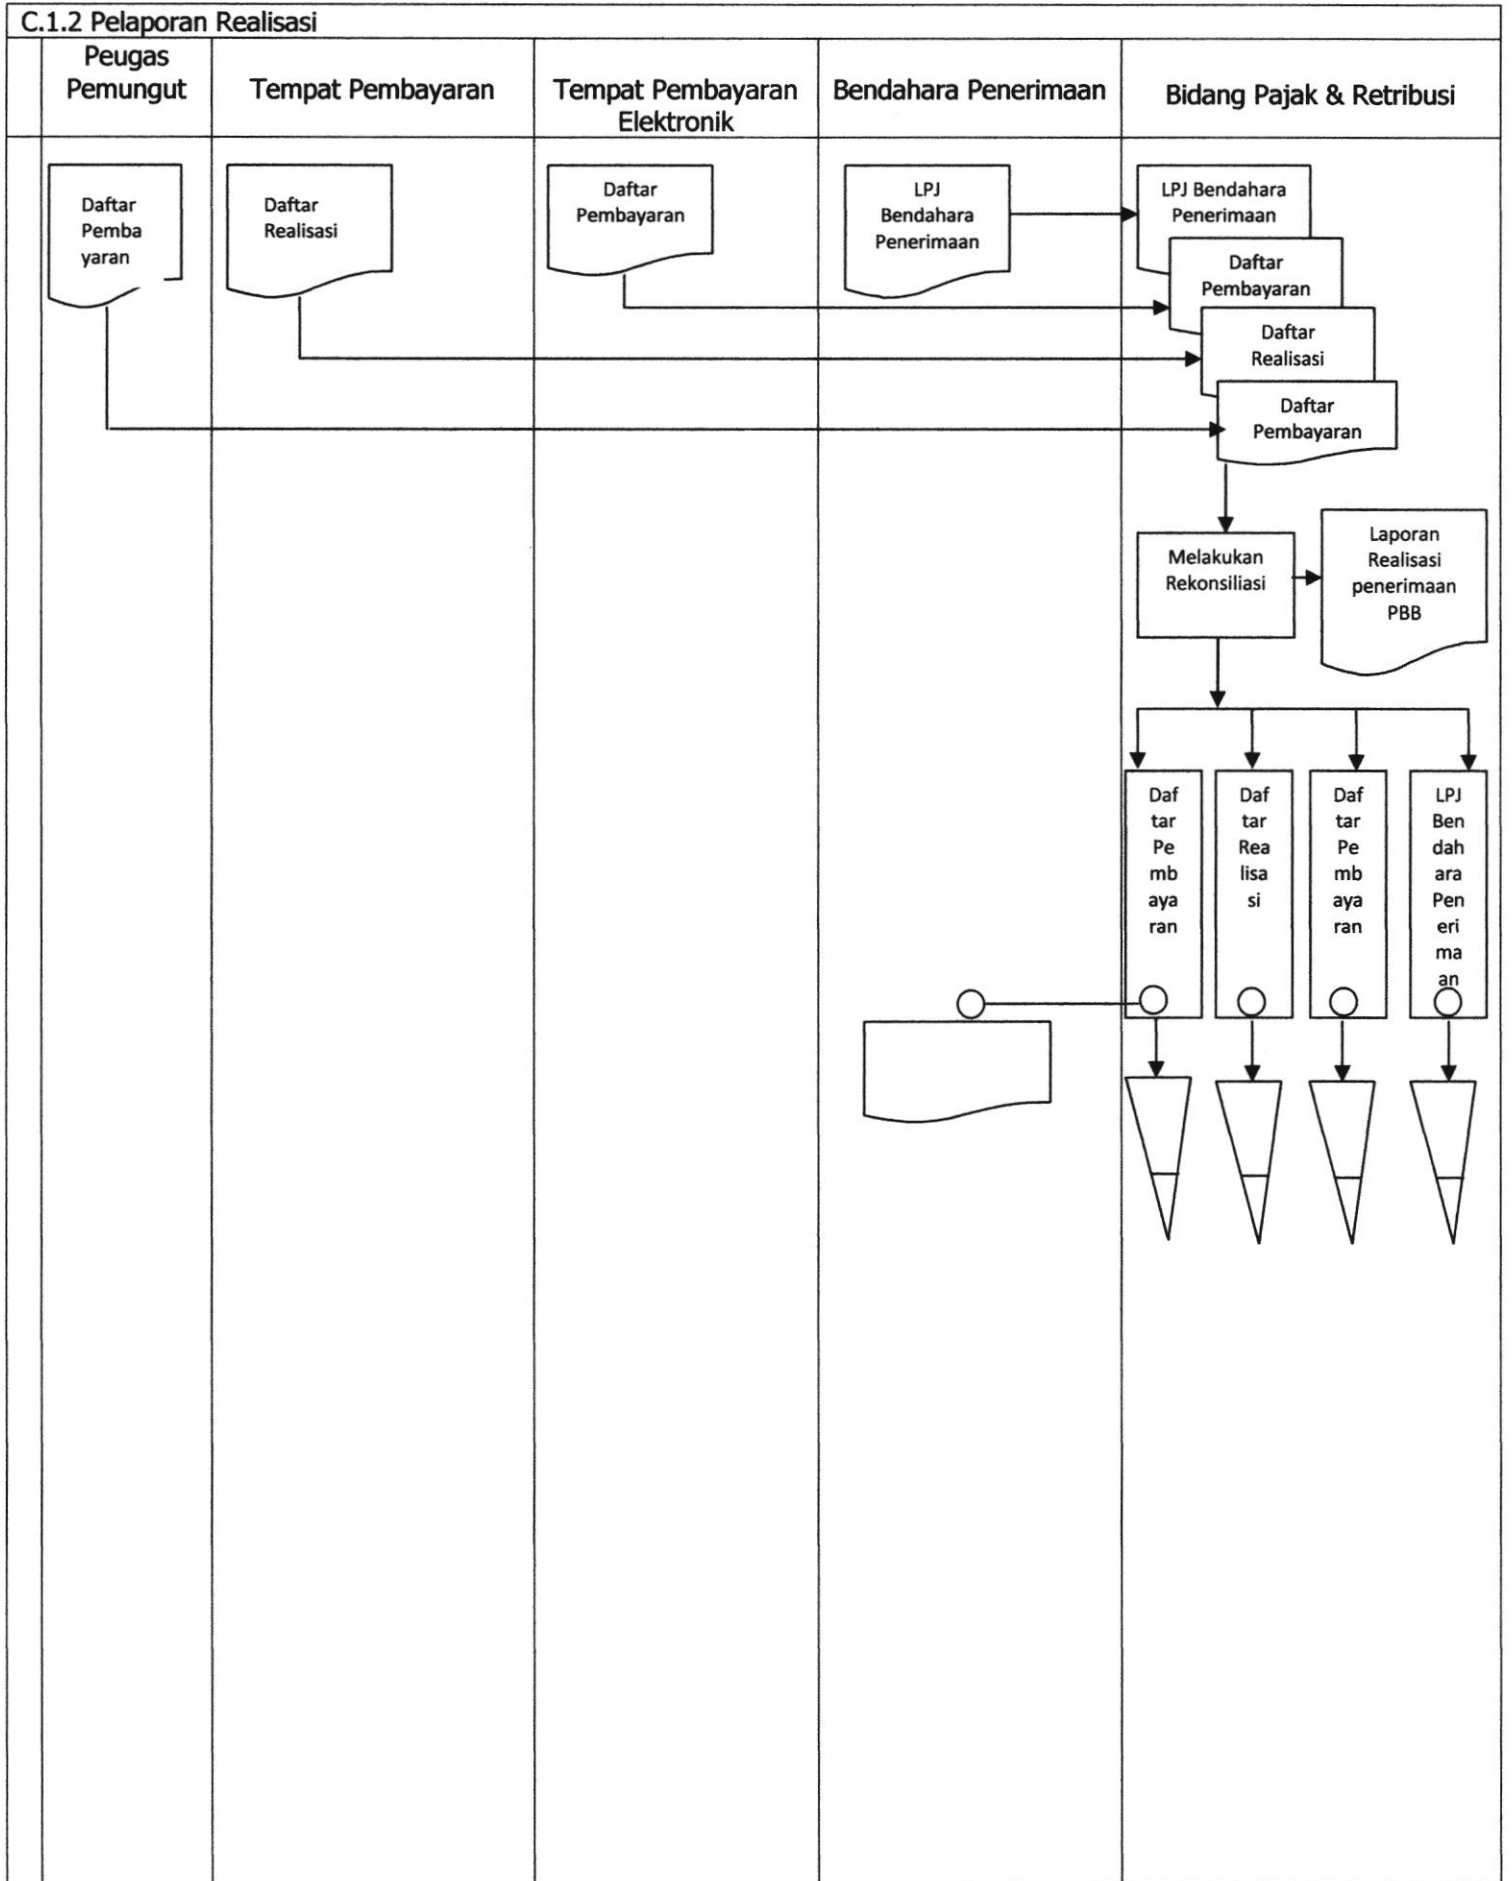 C.1.2 Pelaporan Realisasi
Peugas
Pemungut
Tempat Pembayaran
Tempat Pembayaran
Elektronik
Bendahara Penerimaan
Bidang Pajak & Retribusi
Daftar
Pemba
yaran
Daftar
Realisasi
Daftar
Pembayaran
LPJ
Bendahara
Penerimaan
LPJ Bendahara
Penerimaan
Daftar
Pembayaran
Daftar
Realisasi
Daftar
Pembayaran
Melakukan
Rekonsiliasi
Laporan
Realisasi
penerimaan
PBB
Daf
tar
Pe
mb
aya
ran
Daf
tar
Rea
lisa
si
Daf
tar
Pe
mb
aya
ran
LPJ
Ben
dah
ara
Pen
eri
ma
an